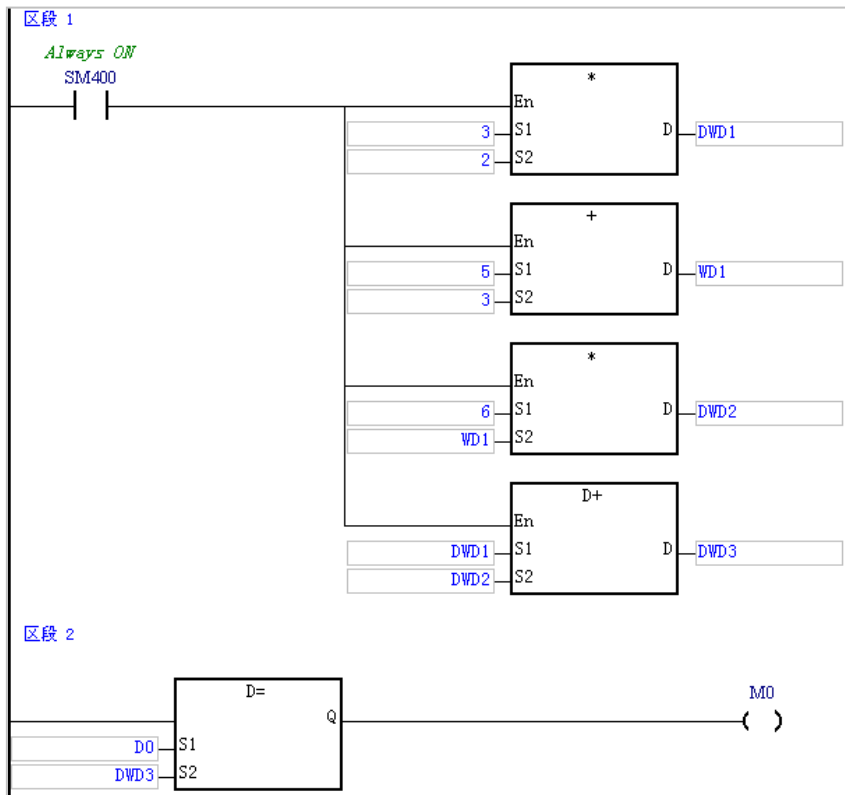 区段 1
Always ON
SM400
*
En
3 S1 D DWD1
2 S2
+
En
5 S1 D WD1
3 S2
*
En
6 S1 D DWD2
WD1 S2
D+
En
DWD1 S1 D DWD3
DWD2 S2
区段 2
D= M0
Q
D0 S1
DWD3 S2